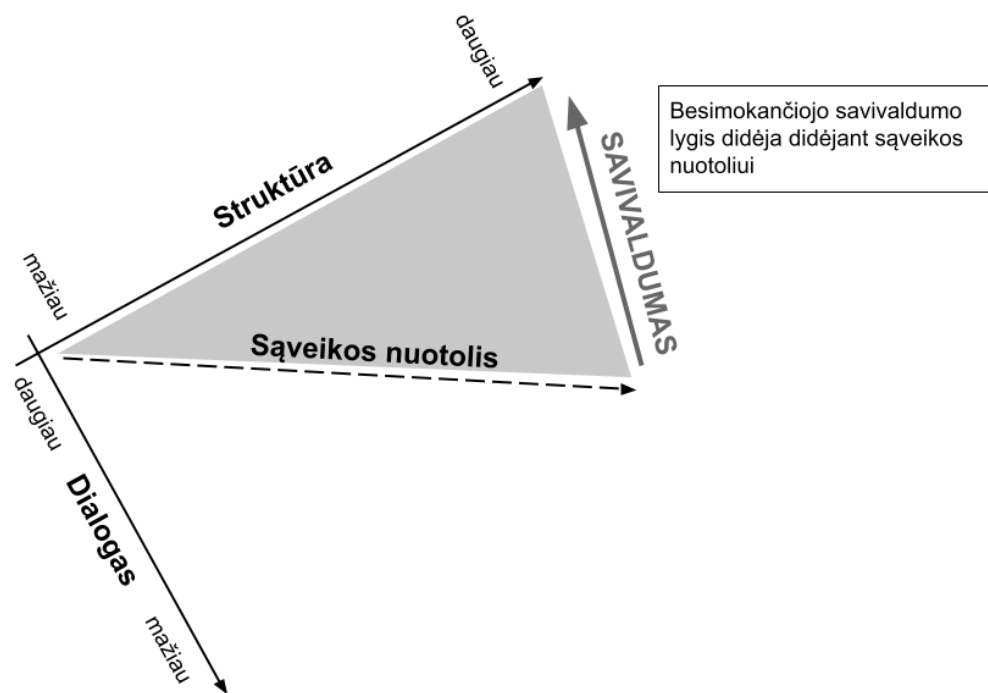 daugiau
Besimokančiojo savivaldumo
lygis didėja didėjant sąveikos
nuotoliui
Struktūra
SAVIVALDUMAS
mažiau
Sąveikos nuotolis
daugiau
Dialogas
mažiau